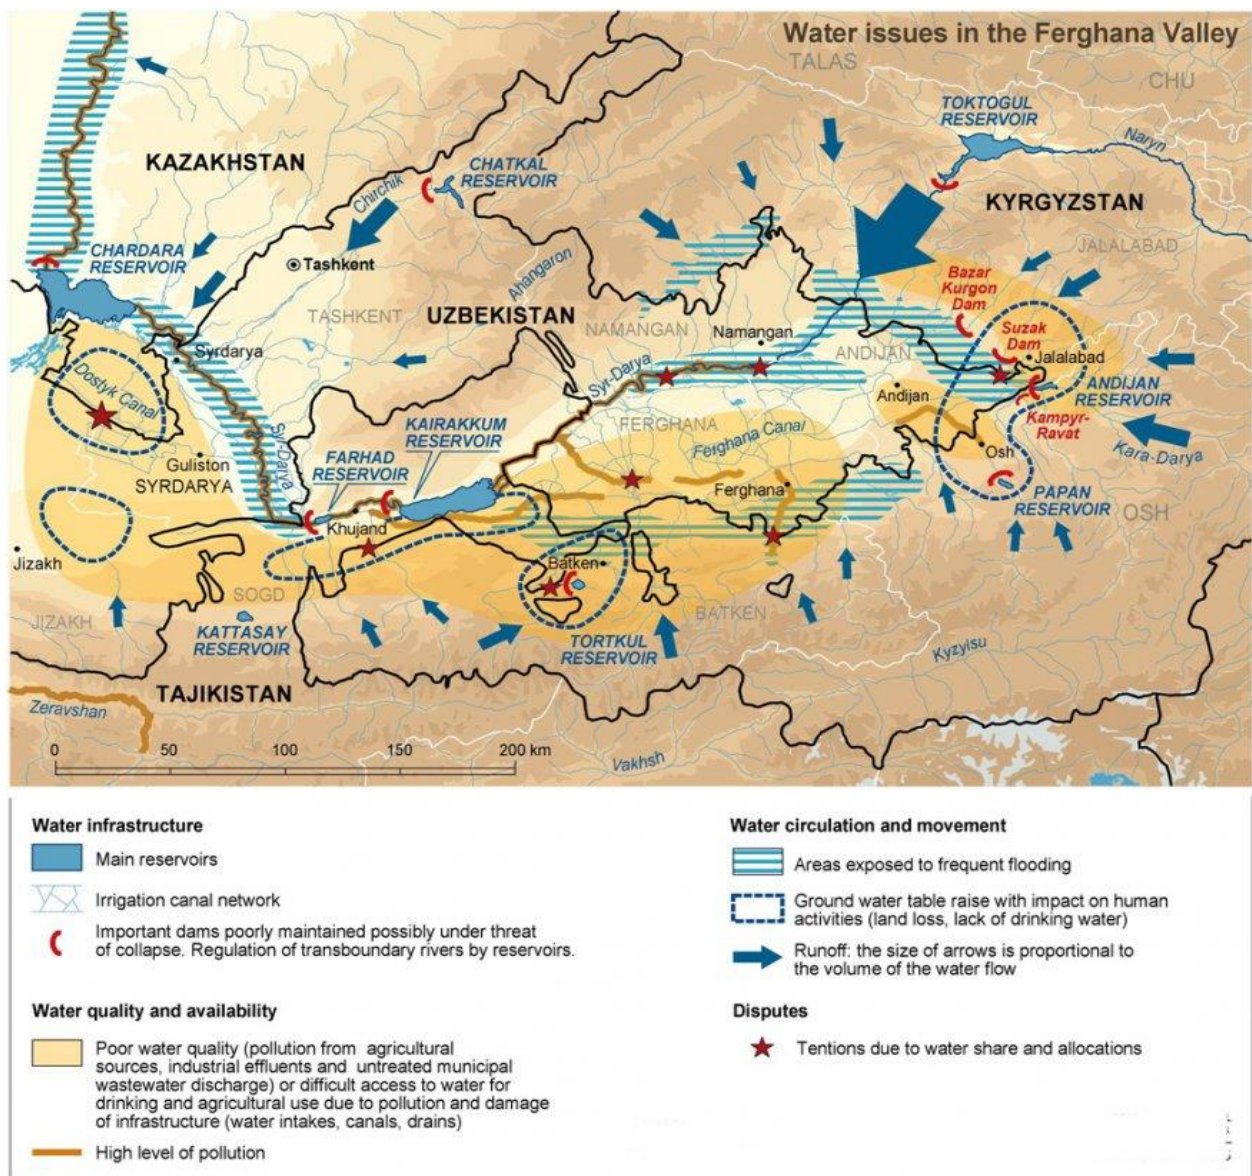 Water issues in the Ferghana Valley
TALAS
CHU
TOKTOGUL
RESERVOIR
Naryn
KAZAKHSTAN
CHATKAL
RESERVOIR
Chirchik
KYRGYZSTAN
CHARDARA
RESERVOIR
Tashkent
JALALABAD
Ahangaron
Bazar
Kurgon
Dam
TASHKENT
UZBEKISTAN
NAMANGAN
Namangan
Suzak
Dam
Syrdarya
ANDIJAN
Jalalabad
Syr-Darya
Dostyk Canal
Andijan
ANDIJAN
RESERVOIR
KAIRAKKUM
RESERVOIR
FERGHANA
Kampyr-
Ravat
Syr-Darya
Ferghana Canal
Kara-Darya
FARHAD
RESERVOIR
Guliston
SYRDARYA
Osh
Ferghana
PAPAN
RESERVOIR
Khujand
OSH
Jizakh
Batken
SOGD
JIZAKH
KATTASAY
RESERVOIR
BATKEN
TORTKUL
RESERVOIR
Kyzyisu
TAJIKISTAN
Zeravshan
0 50 100 150 200 km
Vakhsh
Water infrastructure
Main reservoirs
Irrigation canal network
Important dams poorly maintained possibly under threat
of collapse. Regulation of transboundary rivers by reservoirs.
Water quality and availability
Poor water quality (pollution from agricultural
sources, industrial effluents and untreated municipal
wastewater discharge) or difficult access to water for
drinking and agricultural use due to pollution and damage
of infrastructure (water intakes, canals, drains)
High level of pollution
Water circulation and movement
Areas exposed to frequent flooding
Ground water table raise with impact on human
activities (land loss, lack of drinking water)
Runoff: the size of arrows is proportional to
the volume of the water flow
Disputes
Tentions due to water share and allocations